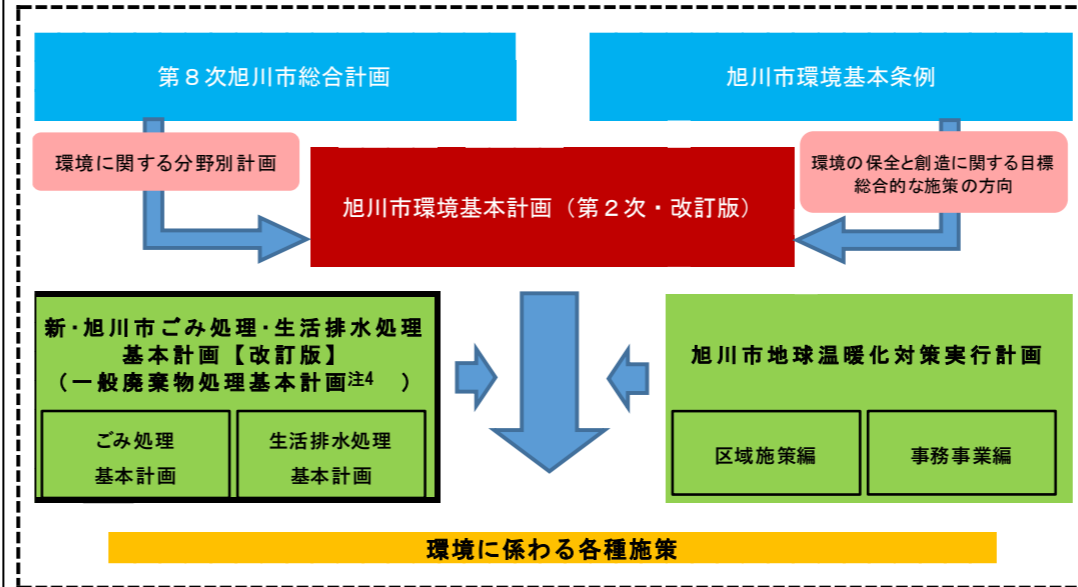 第８次旭川市総合計画
旭川市環境基本条例
環境に関する分野別計画
環境の保全と創造に関する目標
総合的な施策の方向
旭川市環境基本計画（第２次・改訂版）
新・旭川市ごみ処理・生活排水処理
基本計画【改訂版】
（一般廃棄物処理基本計画注4　）
ごみ処理
基本計画
生活排水処理
基本計画
旭川市地球温暖化対策実行計画
区域施策編
事務事業編
環境に係わる各種施策